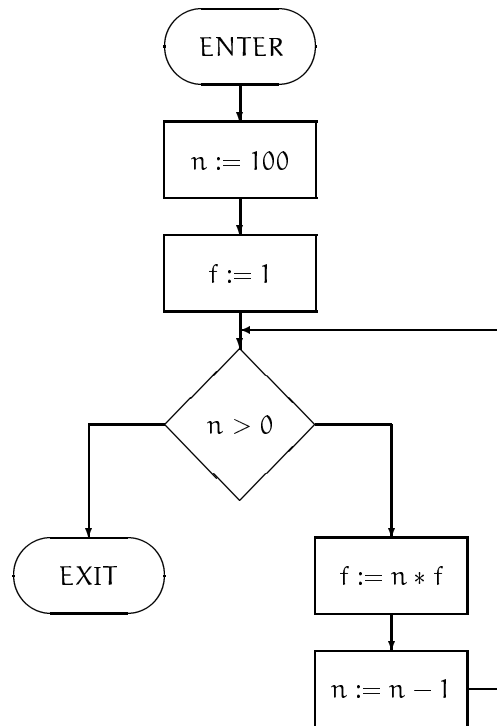 ENTER
n := 100
f := 1
n > 0
EXIT
f := n * f
n := n − 1